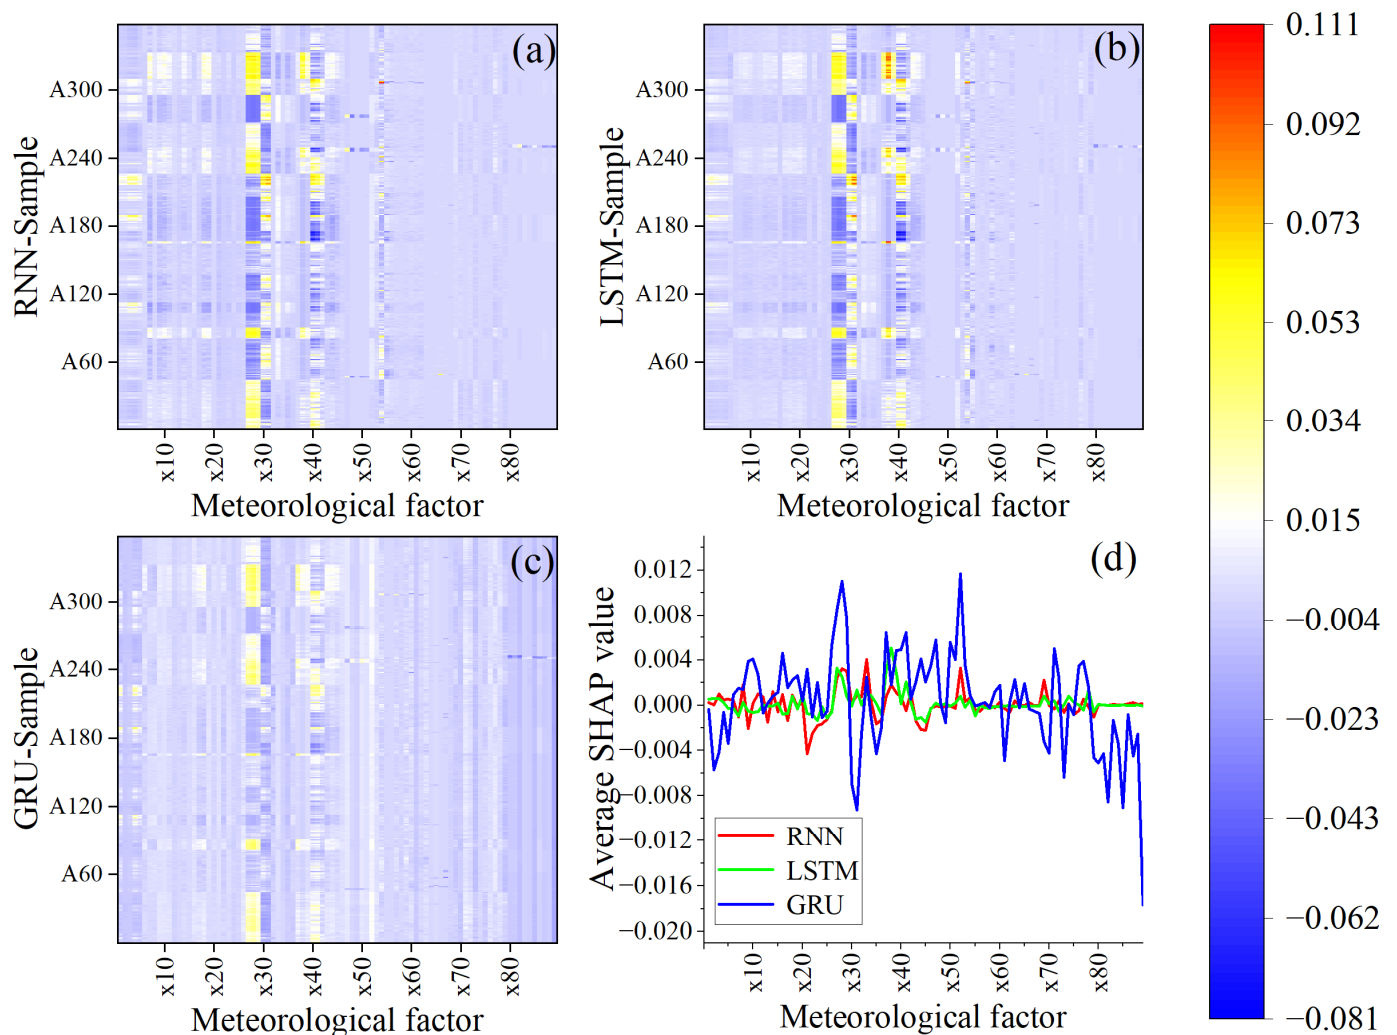 (a)
A300
A240
A180
A120
A60
RNN-Sample
x10 x20 x30 x40 x50 x60 x70 x80
Meteorological factor
(b)
A300
A240
A180
A120
A60
LSTM-Sample
x10 x20 x30 x40 x50 x60 x70 x80
Meteorological factor
(c)
A300
A240
A180
A120
A60
GRU-Sample
x10 x20 x30 x40 x50 x60 x70 x80
Meteorological factor
(d)
0.012
0.008
0.004
0.000
−0.004
−0.008
−0.012
−0.016
−0.020
Average SHAP value
RNN
LSTM
GRU
x10 x20 x30 x40 x50 x60 x70 x80
Meteorological factor
0.111
0.092
0.073
0.053
0.034
0.015
−0.004
−0.023
−0.043
−0.062
−0.081